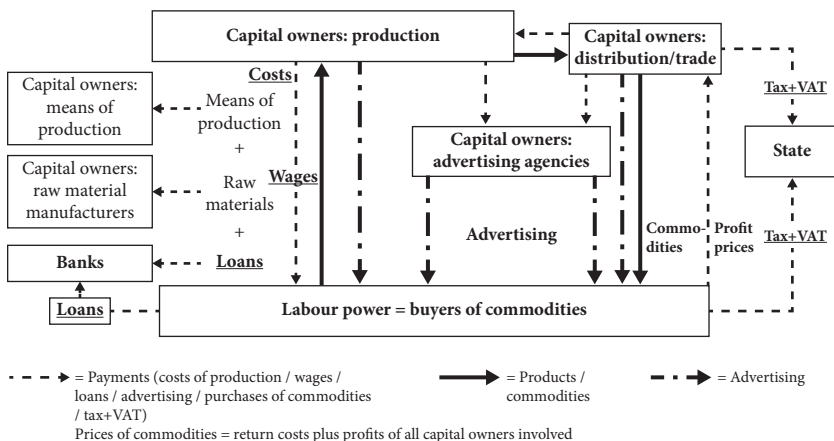 Capital owners: production
Capital owners:
distribution/trade
Costs
Tax+VAT
Capital owners:
means of
production
Means of
production
+
Capital owners:
advertising agencies
State
Capital owners:
raw material
manufacturers
Wages
Raw
materials
+
Advertising
Commo-
dities
Profit
prices
Tax+VAT
Banks
Loans
Loans
Labour power = buyers of commodities
= Payments (costs of production / wages /
loans / advertising / purchases of commodities
/ tax+VAT)
Prices of commodities = return costs plus profits of all capital owners involved
= Products /
commodities
= Advertising